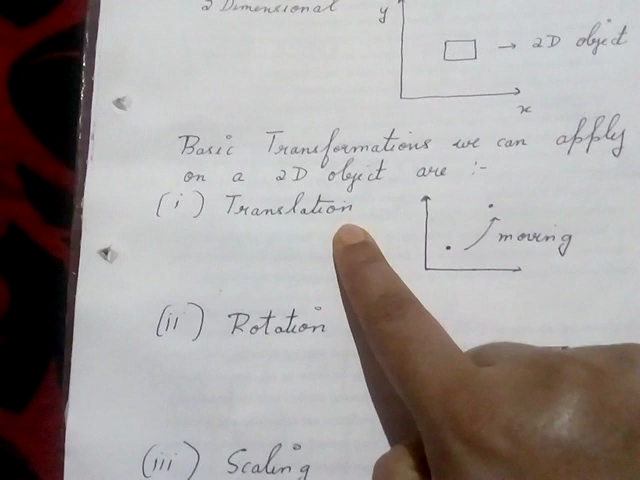 2 Dimensional
y
→ 2D object
x
Basic Transformations we can apply
on a 2D object are :-
(i) Translation
moving
(ii) Rotation
(iii) Scaling